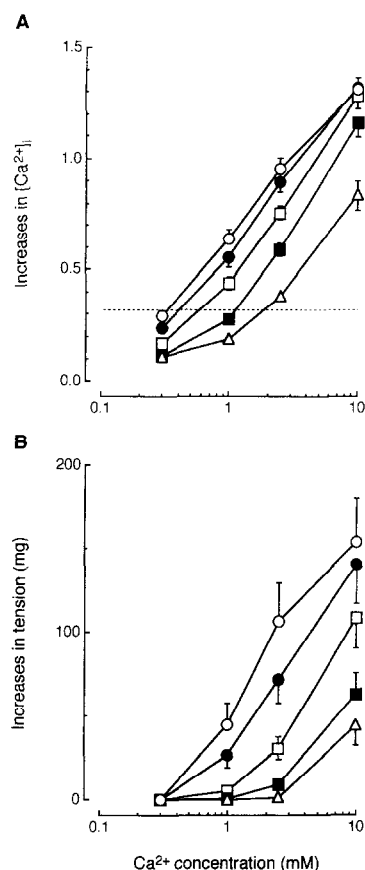 A
1.5
1.0
0.5
0.0
Increases in [Ca²⁺]ᵢ
0.1
1
10
B
200
100
0
Increases in tension (mg)
0.1
1
10
Ca²⁺ concentration (mM)